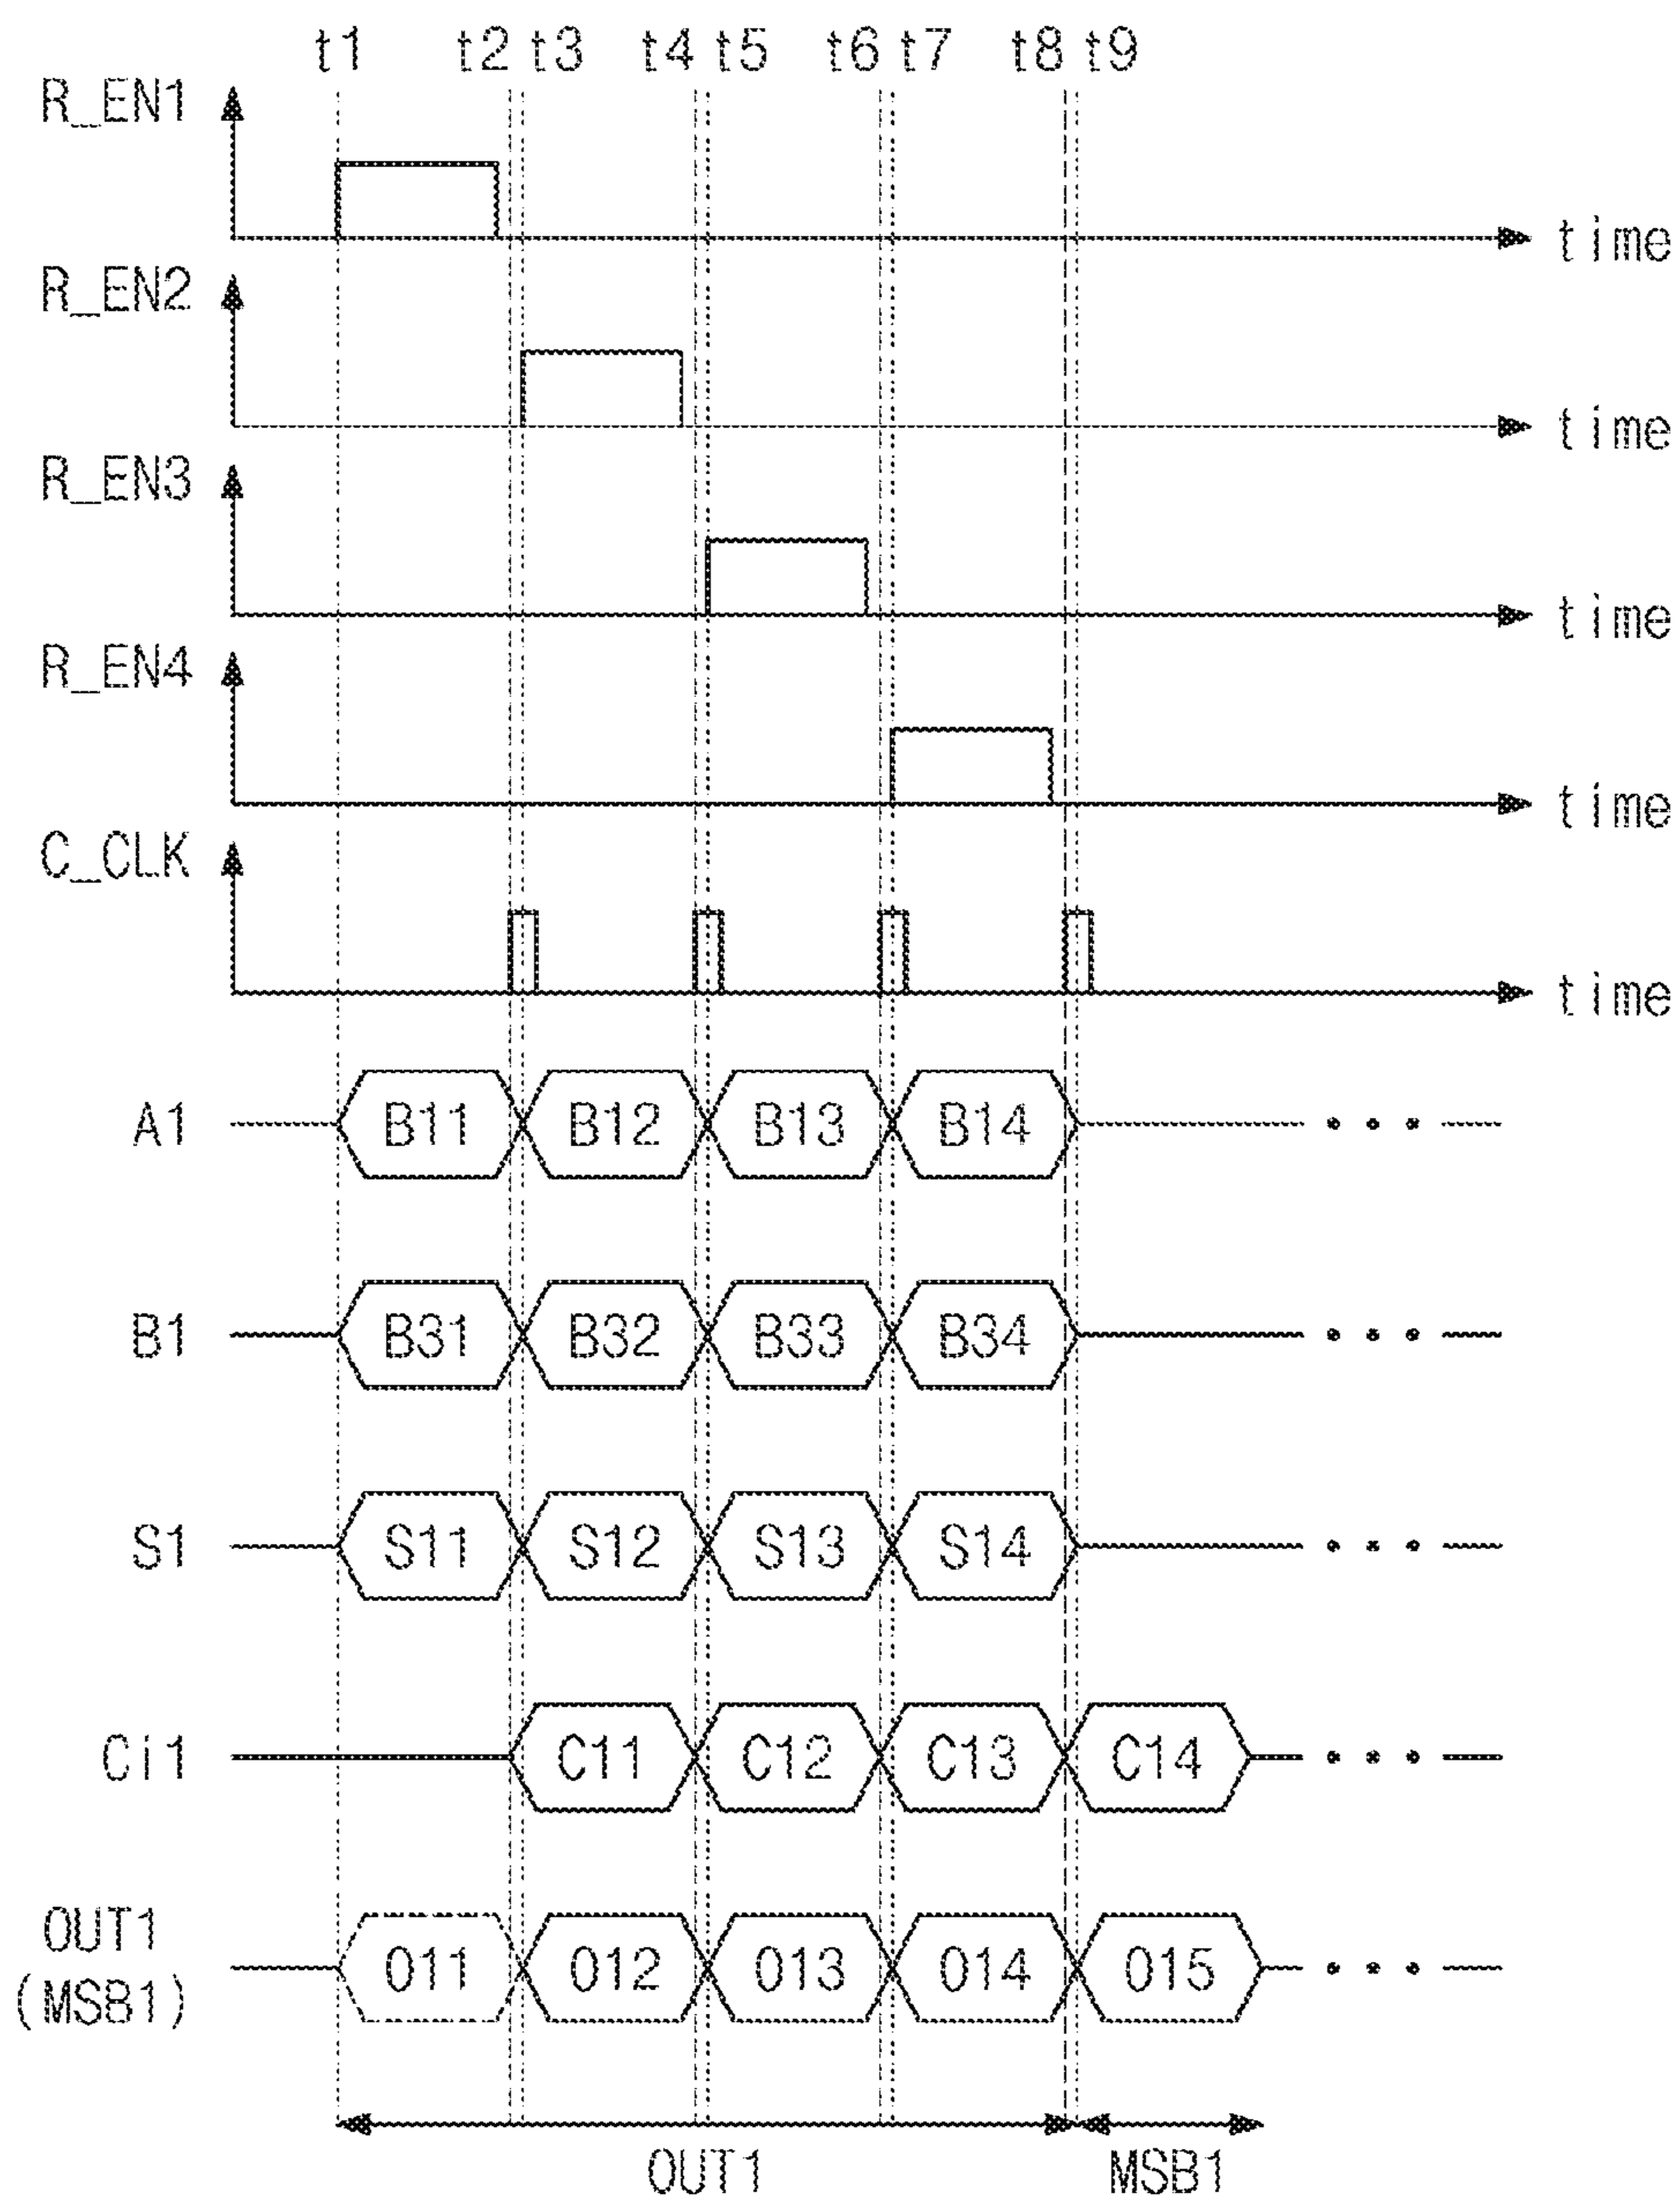 t1 t2 t3 t4 t5 t6 t7 t8 t9
R_EN1
time
R_EN2
time
R_EN3
time
R_EN4
time
C_CLK
time
A1 B11 B12 B13 B14
B1 B31 B32 B33 B34
S1 S11 S12 S13 S14
Ci1 C11 C12 C13 C14
OUT1
(MSB1)
O11 O12 O13 O14 O15
OUT1 MSB1